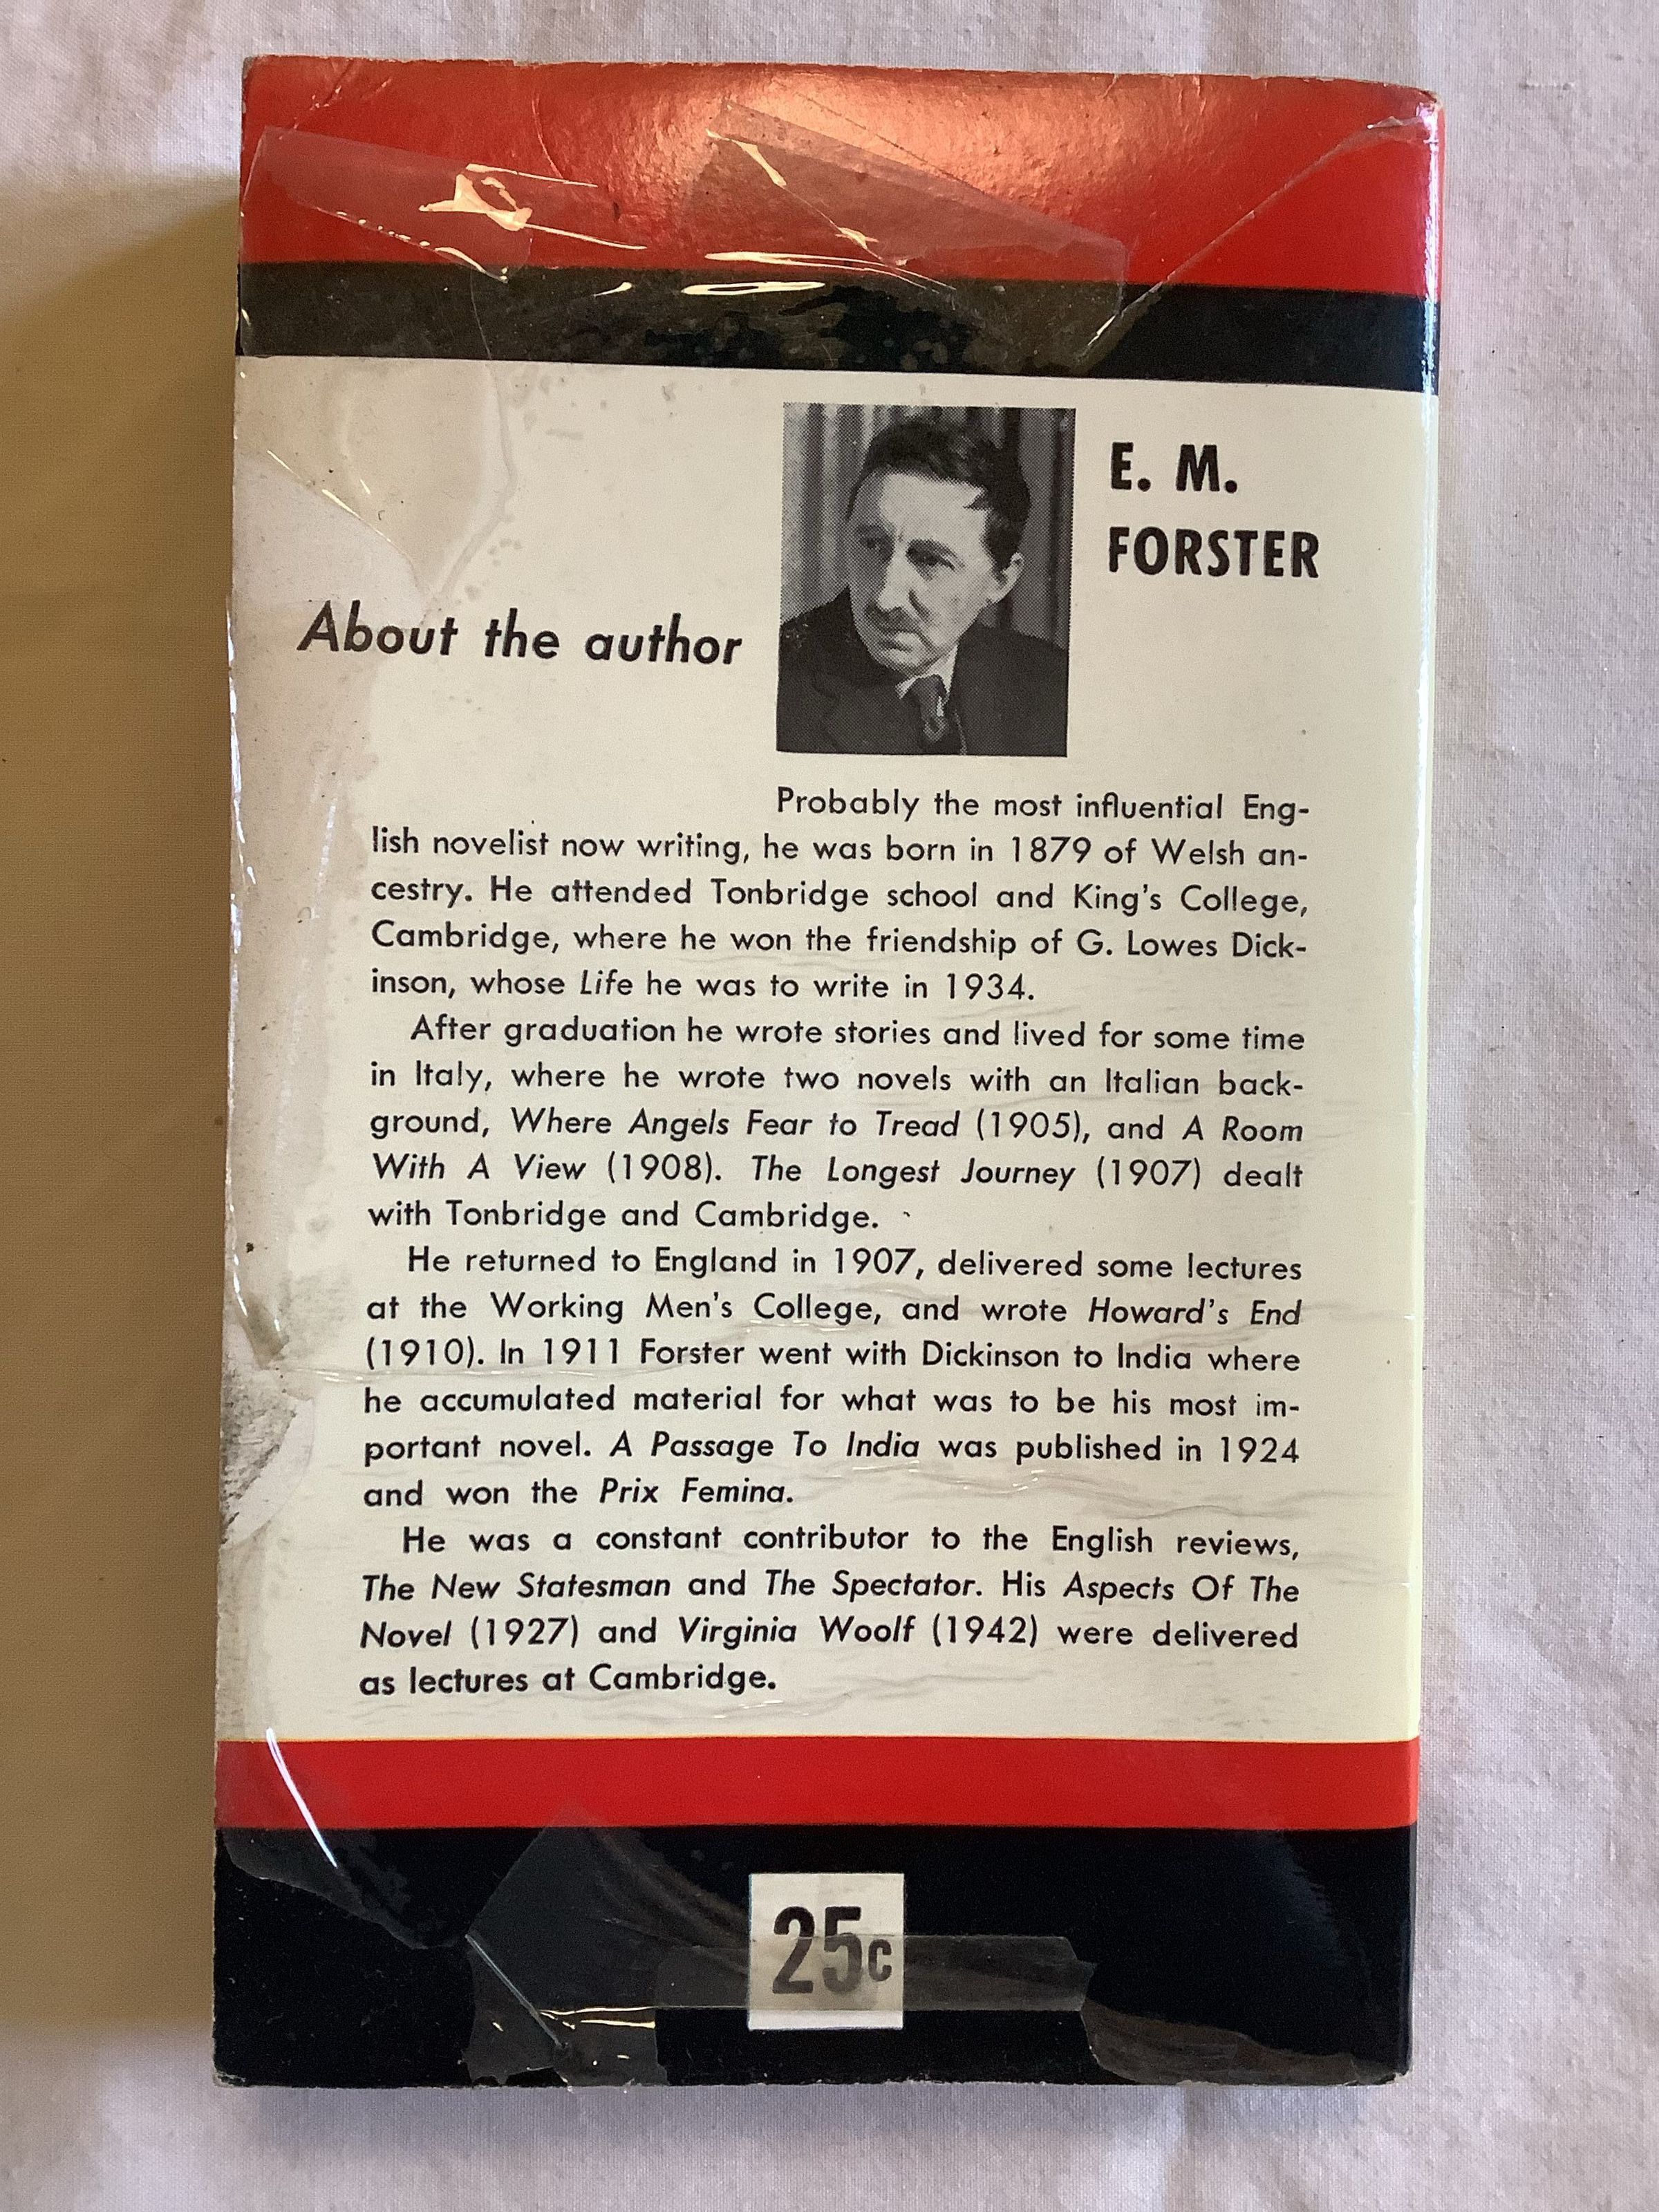 E. M.
FORSTER
About the author
Probably the most influential Eng-
lish novelist now writing, he was born in 1879 of Welsh an-
cestry. He attended Tonbridge school and King's College,
Cambridge, where he won the friendship of G. Lowes Dick-
inson, whose Life he was to write in 1934.
After graduation he wrote stories and lived for some time
in Italy, where he wrote two novels with an Italian back-
ground, Where Angels Fear to Tread (1905), and A Room
With A View (1908). The Longest Journey (1907) dealt
with Tonbridge and Cambridge.
He returned to England in 1907, delivered some lectures
at the Working Men's College, and wrote Howard's End
(1910). In 1911 Forster went with Dickinson to India where
he accumulated material for what was to be his most im-
portant novel. A Passage To India was published in 1924
and won the Prix Femina.
He was a constant contributor to the English reviews,
The New Statesman and The Spectator. His Aspects Of The
Novel (1927) and Virginia Woolf (1942) were delivered
as lectures at Cambridge.
25c